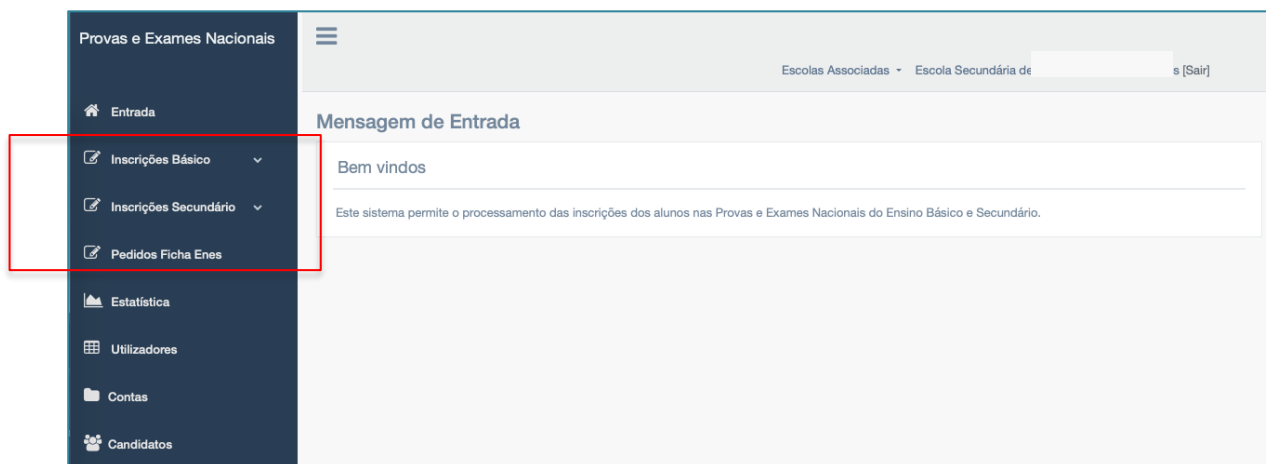 Provas e Exames Nacionais
Escolas Associadas Escola Secundária de s [Sair]
Entrada
Inscrições Básico
Inscrições Secundário
Pedidos Ficha Enes
Estatística
Utilizadores
Contas
Candidatos
Mensagem de Entrada
Bem vindos
Este sistema permite o processamento das inscrições dos alunos nas Provas e Exames Nacionais do Ensino Básico e Secundário.